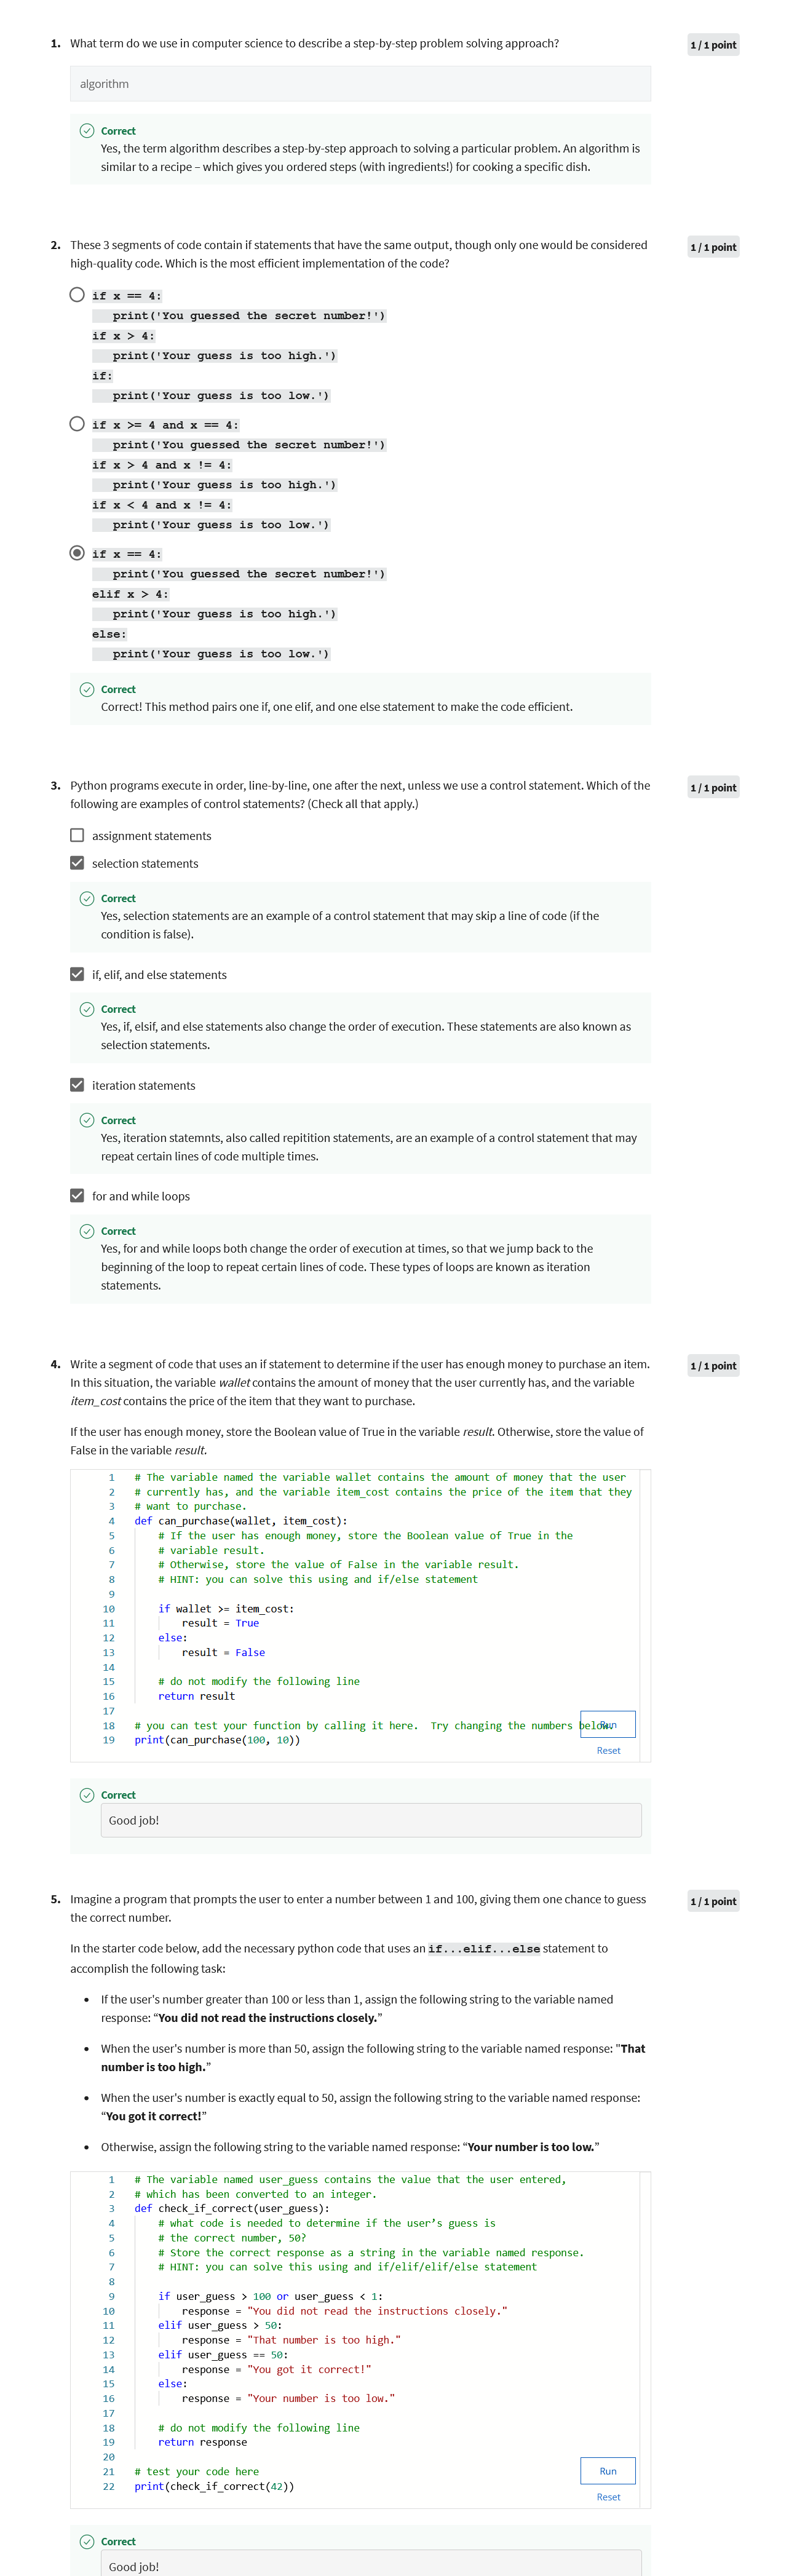 1. What term do we use in computer science to describe a step-by-step problem solving approach?
1 / 1 point
algorithm
Correct
Yes, the term algorithm describes a step-by-step approach to solving a particular problem. An algorithm is
similar to a recipe – which gives you ordered steps (with ingredients!) for cooking a specific dish.
2. These 3 segments of code contain if statements that have the same output, though only one would be considered
1 / 1 point
high-quality code. Which is the most efficient implementation of the code?
if x == 4:
   print('You guessed the secret number!')
if x > 4:
   print('Your guess is too high.')
if:
   print('Your guess is too low.')
if x >= 4 and x == 4:
   print('You guessed the secret number!')
if x > 4 and x != 4:
   print('Your guess is too high.')
if x < 4 and x != 4:
   print('Your guess is too low.')
if x == 4:
   print('You guessed the secret number!')
elif x > 4:
   print('Your guess is too high.')
else:
   print('Your guess is too low.')
Correct
Correct! This method pairs one if, one elif, and one else statement to make the code efficient.
3. Python programs execute in order, line-by-line, one after the next, unless we use a control statement. Which of the
1 / 1 point
following are examples of control statements? (Check all that apply.)
assignment statements
selection statements
Correct
Yes, selection statements are an example of a control statement that may skip a line of code (if the
condition is false).
if, elif, and else statements
Correct
Yes, if, elsif, and else statements also change the order of execution. These statements are also known as
selection statements.
iteration statements
Correct
Yes, iteration statemnts, also called repitition statements, are an example of a control statement that may
repeat certain lines of code multiple times.
for and while loops
Correct
Yes, for and while loops both change the order of execution at times, so that we jump back to the
beginning of the loop to repeat certain lines of code. These types of loops are known as iteration
statements.
4. Write a segment of code that uses an if statement to determine if the user has enough money to purchase an item.
1 / 1 point
In this situation, the variable wallet contains the amount of money that the user currently has, and the variable
item_cost contains the price of the item that they want to purchase.
If the user has enough money, store the Boolean value of True in the variable result. Otherwise, store the value of
False in the variable result.
1 # The variable named the variable wallet contains the amount of money that the user
2 # currently has, and the variable item_cost contains the price of the item that they
3 # want to purchase.
4 def can_purchase(wallet, item_cost):
5     # If the user has enough money, store the Boolean value of True in the
6     # variable result.
7     # Otherwise, store the value of False in the variable result.
8     # HINT: you can solve this using and if/else statement
9
10     if wallet >= item_cost:
11         result = True
12     else:
13         result = False
14
15     # do not modify the following line
16     return result
17
18 # you can test your function by calling it here.  Try changing the numbers below.
Run
19 print(can_purchase(100, 10))
Reset
Correct
Good job!
5. Imagine a program that prompts the user to enter a number between 1 and 100, giving them one chance to guess
1 / 1 point
the correct number.
In the starter code below, add the necessary python code that uses an if...elif...else statement to
accomplish the following task:
• If the user's number greater than 100 or less than 1, assign the following string to the variable named
response: “You did not read the instructions closely.”
• When the user's number is more than 50, assign the following string to the variable named response: "That
number is too high.”
• When the user's number is exactly equal to 50, assign the following string to the variable named response:
“You got it correct!”
• Otherwise, assign the following string to the variable named response: “Your number is too low.”
1 # The variable named user_guess contains the value that the user entered,
2 # which has been converted to an integer.
3 def check_if_correct(user_guess):
4     # what code is needed to determine if the user’s guess is
5     # the correct number, 50?
6     # Store the correct response as a string in the variable named response.
7     # HINT: you can solve this using and if/elif/elif/else statement
8
9     if user_guess > 100 or user_guess < 1:
10         response = "You did not read the instructions closely."
11     elif user_guess > 50:
12         response = "That number is too high."
13     elif user_guess == 50:
14         response = "You got it correct!"
15     else:
16         response = "Your number is too low."
17
18     # do not modify the following line
19     return response
20
21 # test your code here
Run
22 print(check_if_correct(42))
Reset
Correct
Good job!